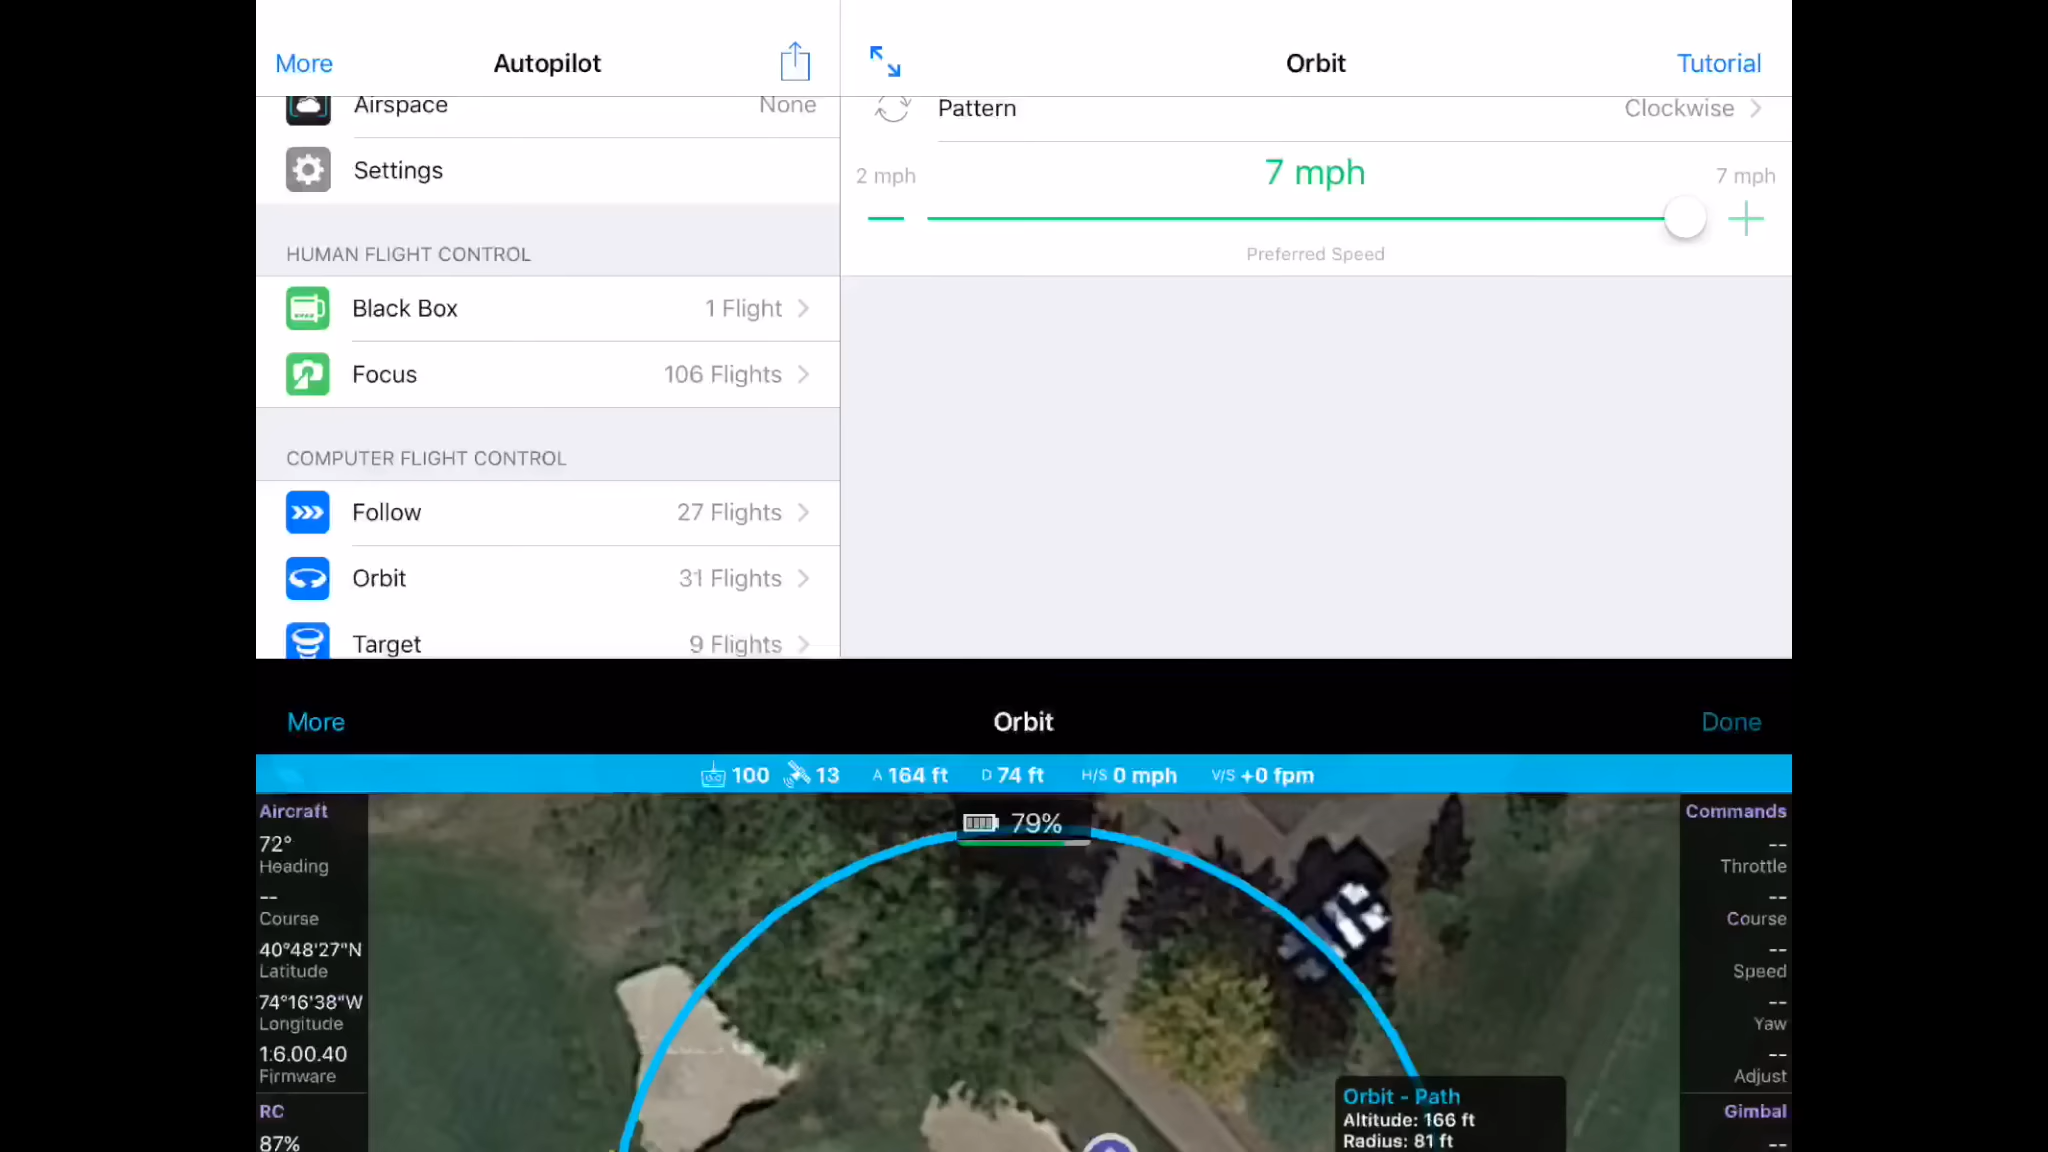 More
Autopilot
Airspace
None
Settings
HUMAN FLIGHT CONTROL
Black Box
1 Flight
Focus
106 Flights
COMPUTER FLIGHT CONTROL
Follow
27 Flights
Orbit
31 Flights
Target
9 Flights
Orbit
Tutorial
Pattern
Clockwise
2 mph
7 mph
7 mph
Preferred Speed
More
Orbit
Done
100 13 A 164 ft D 74 ft H/S 0 mph V/S +0 fpm
79%
Aircraft
72°
Heading
--
Course
40°48'27"N
Latitude
74°16'38"W
Longitude
1.6.00.40
Firmware
RC
87%
Orbit - Path
Altitude: 166 ft
Radius: 81 ft
Commands
--
Throttle
--
Course
--
Speed
--
Yaw
--
Adjust
Gimbal
--